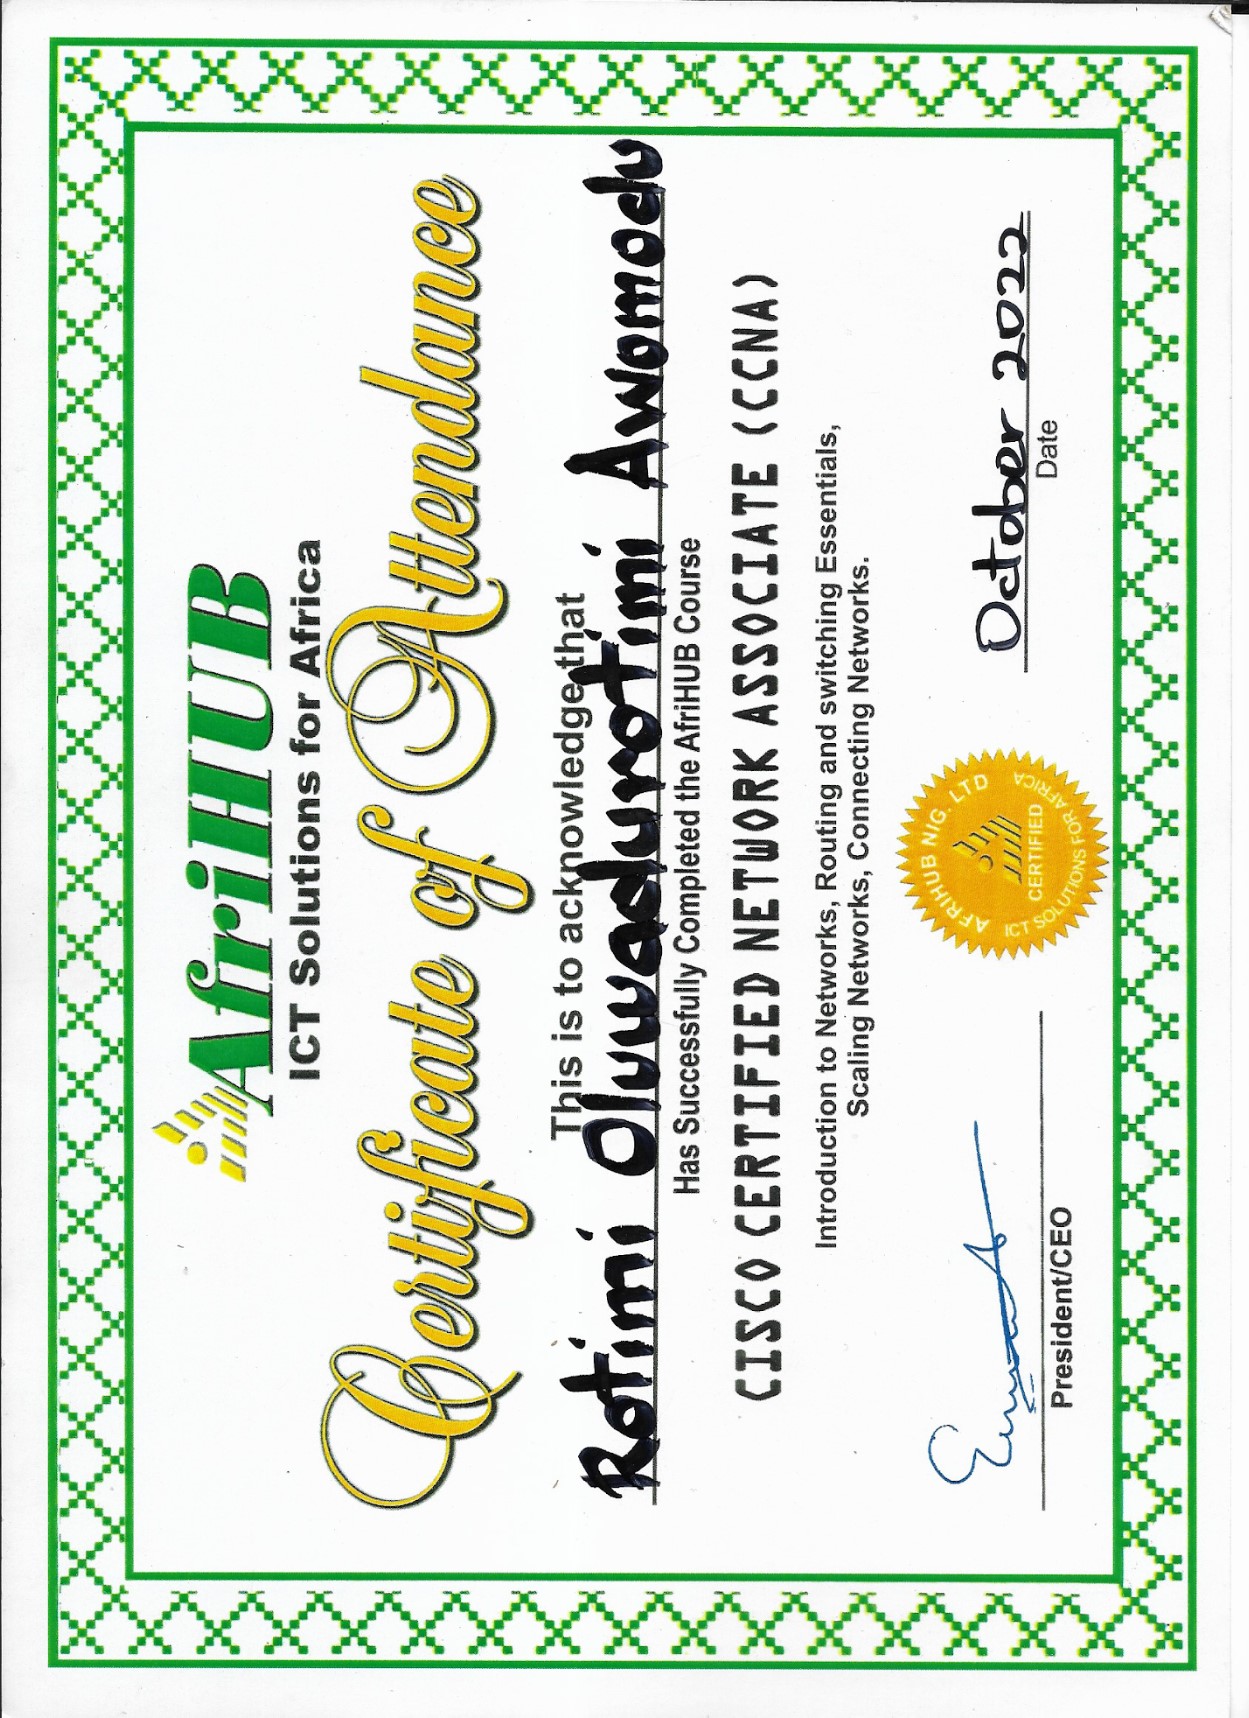 AfriHUB
ICT Solutions for Africa
Certificate of Attendance
This is to acknowledge that
Rotimi Oluwadurotimi Awomodu
Has Successfully Completed the AfriHUB Course
CISCO CERTIFIED NETWORK ASSOCIATE (CCNA)
Introduction to Networks, Routing and switching Essentials,
Scaling Networks, Connecting Networks.
AFRIHUB NIG. LTD
CERTIFIED
ICT SOLUTIONS FOR AFRICA
October 2022
President/CEO
Date